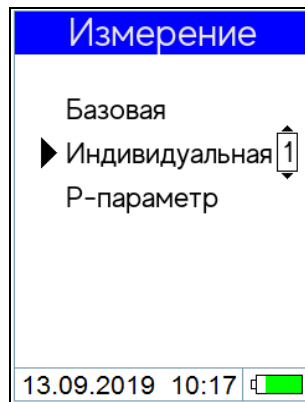 Измерение
Базовая
Индивидуальная 1
Р-параметр
13.09.2019 10:17